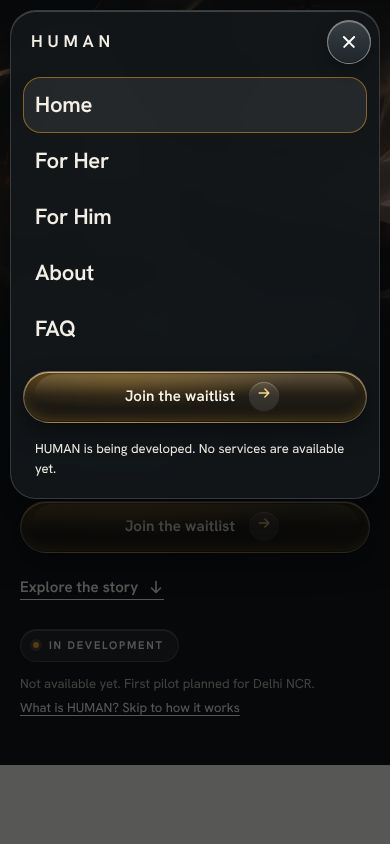 HUMAN
Home
For Her
For Him
About
FAQ
Join the waitlist →
HUMAN is being developed. No services are available
yet.
Join the waitlist →
Explore the story ↓
IN DEVELOPMENT
Not available yet. First pilot planned for Delhi NCR.
What is HUMAN? Skip to how it works